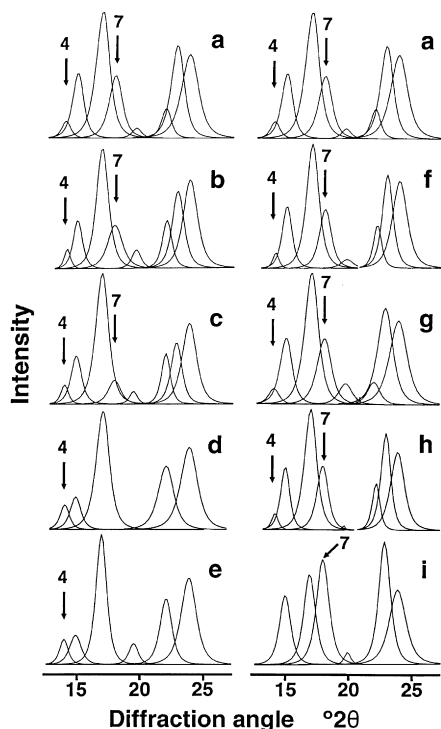 4 7 a 4 7 a
4 7 b 4 7 f
4 7 c 4 7 g
4 d 4 7 h
4 e 7 i
Intensity
15 20 25 15 20 25
Diffraction angle °2θ